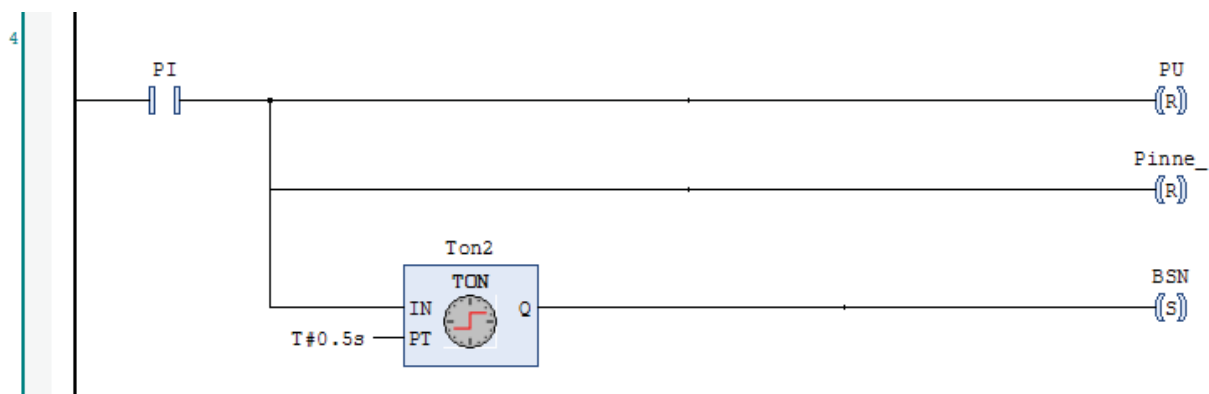 4
PI
PU
(R)
Pinne_
(R)
Ton2
TON
BSN
IN
Q
(S)
T#0.5s
PT